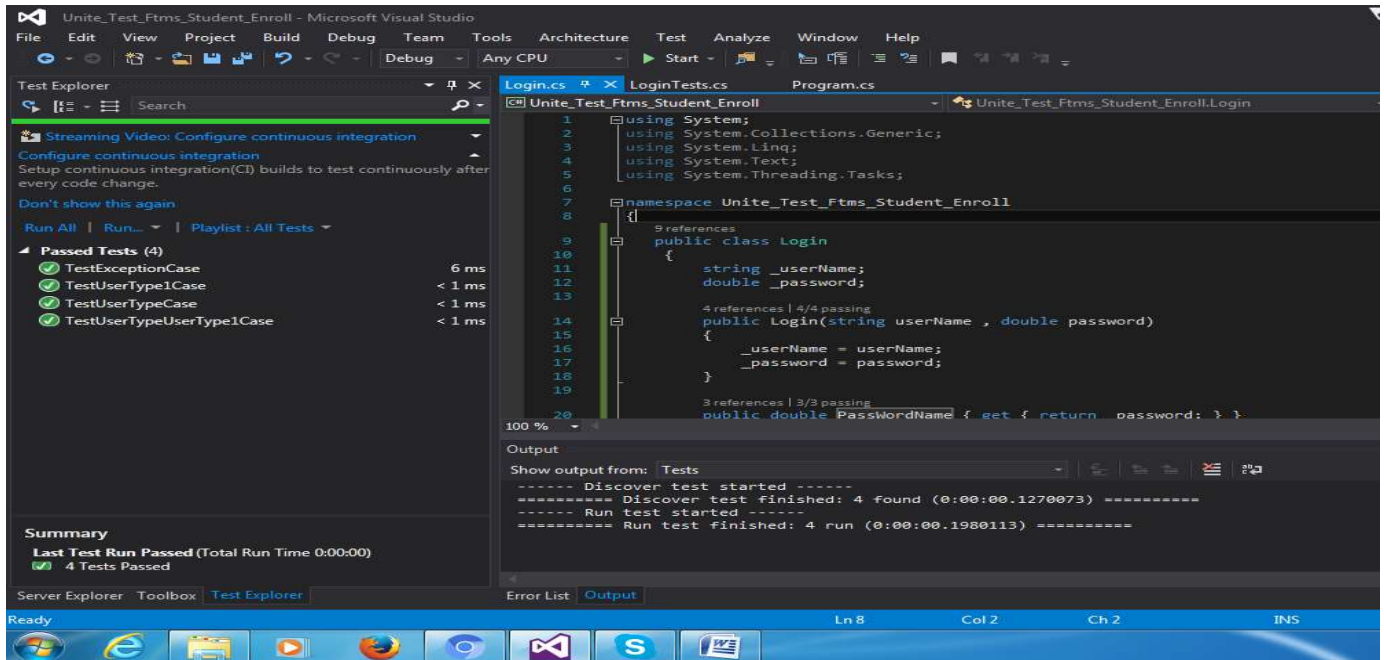 Unite_Test_Ftms_Student_Enroll - Microsoft Visual Studio
File Edit View Project Build Debug Team Tools Architecture Test Analyze Window Help
Debug Any CPU Start
Test Explorer
Search
Streaming Video: Configure continuous integration
Configure continuous integration
Setup continuous integration(CI) builds to test continuously after
every code change.
Don't show this again
Run All | Run... | Playlist : All Tests
Passed Tests (4)
TestExceptionCase 6 ms
TestUserType1Case < 1 ms
TestUserTypeCase < 1 ms
TestUserTypeUserType1Case < 1 ms
Summary
Last Test Run Passed (Total Run Time 0:00:00)
4 Tests Passed
Server Explorer Toolbox Test Explorer
Login.cs LoginTests.cs Program.cs
C# Unite_Test_Ftms_Student_Enroll Unite_Test_Ftms_Student_Enroll.Login
1 using System;
2 using System.Collections.Generic;
3 using System.Linq;
4 using System.Text;
5 using System.Threading.Tasks;
6
7 namespace Unite_Test_Ftms_Student_Enroll
8 {
9 references
9 public class Login
10 {
11 string _userName;
12 double _password;
13
4 references | 4/4 passing
14 public Login(string userName , double password)
15 {
16 _userName = userName;
17 _password = password;
18 }
19
3 references | 3/3 passing
20 public double PassWordName { get { return _password; } }
100 %
Output
Show output from: Tests
------ Discover test started ------
========== Discover test finished: 4 found (0:00:00.1270073) ==========
------ Run test started ------
========== Run test finished: 4 run (0:00:00.1980113) ==========
Error List Output
Ready Ln 8 Col 2 Ch 2 INS